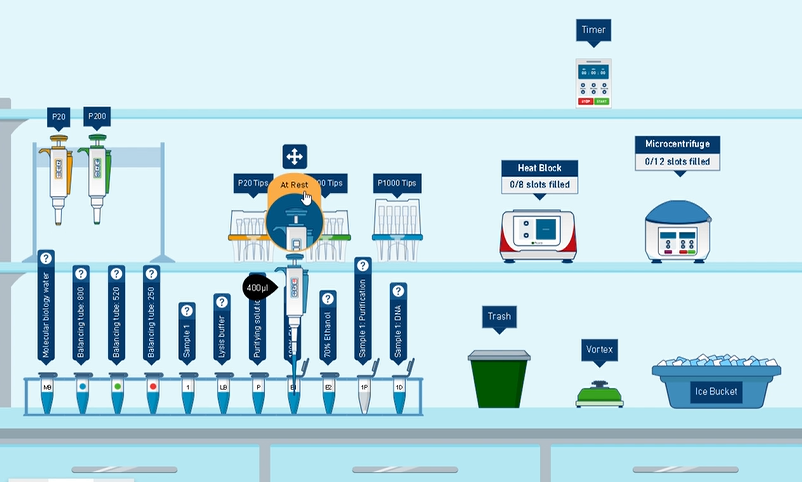 Timer
STOP START
P20
P200
Microcentrifuge
0/12 slots filled
Heat Block
0/8 slots filled
P20 Tips
At Rest
00 Tips
P1000 Tips
400µl
Molecular biology water
Balancing tube: 800
Balancing tube: 520
Balancing tube: 250
Sample 1
Lysis buffer
Purifying soluti
70% Ethanol
Sample 1: Purification
Sample 1: DNA
? ? ? ? ? ? ? ? ?
1
LB
P
E2
1P
1D
Trash
Vortex
Ice Bucket